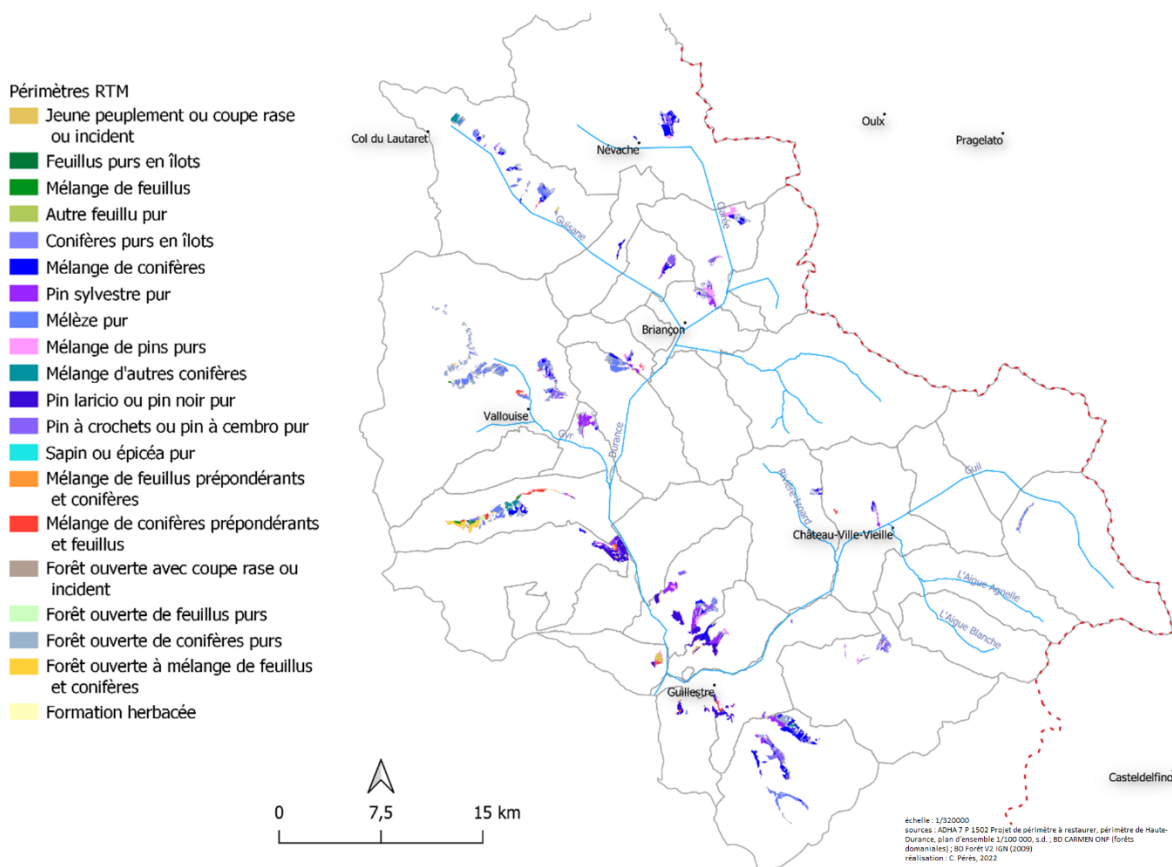 Périmètres RTM
Jeune peuplement ou coupe rase
ou incident
Feuillus purs en îlots
Mélange de feuillus
Autre feuillu pur
Conifères purs en îlots
Mélange de conifères
Pin sylvestre pur
Mélèze pur
Mélange de pins purs
Mélange d'autres conifères
Pin laricio ou pin noir pur
Pin à crochets ou pin à cembro pur
Sapin ou épicéa pur
Mélange de feuillus prépondérants
et conifères
Mélange de conifères prépondérants
et feuillus
Forêt ouverte avec coupe rase ou
incident
Forêt ouverte de feuillus purs
Forêt ouverte de conifères purs
Forêt ouverte à mélange de feuillus
et conifères
Formation herbacée
Col du Lautaret
Névache
Oulx
Pragelato
Guisane
Clarée
Briançon
Vallouise
Gyr
Durance
Rivière-Izoard
Guil
Château-Ville-Vieille
L'Aigue Agnelle
L'Aigue Blanche
Guillestre
Casteldelfino
0
7,5
15 km
échelle : 1/320000
sources : ADHA 7 P 1502 Projet de périmètre à restaurer, périmètre de Haute-
Durance, plan d'ensemble 1/100 000, s.d. ; BD CARMEN ONF (forêts
domaniales) ; BD Forêt V2 IGN (2009)
réalisation : C. Pérès, 2022